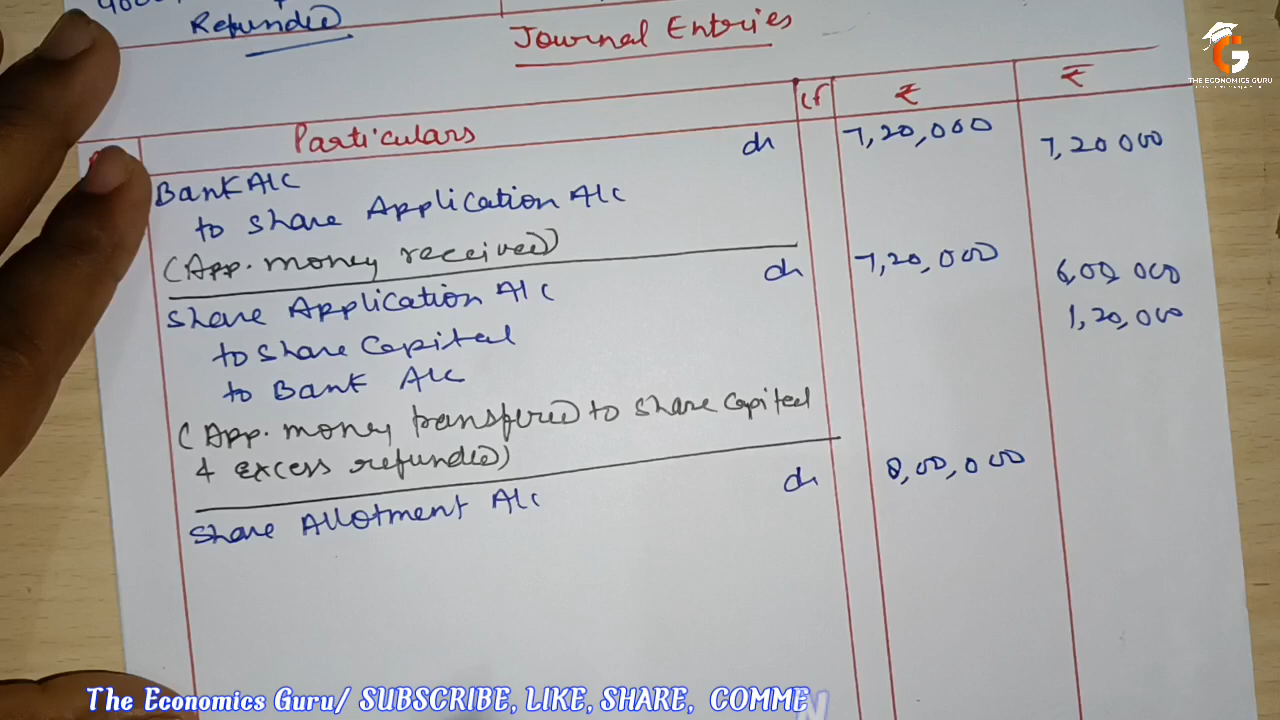 Refunded
Journal Entries
THE ECONOMICS GURU
Particulars LF ₹ ₹
Bank A/c dr 7,20,000
to Share Application A/c 7,20 000
(App. money received)
Share Application A/c dr 7,20,000
to Share Capital 6,00,000
to Bank A/c 1,20,000
(App. money transfered to share Capital
& excess refunded)
Share Allotment A/c dr 8,00,000
The Economics Guru/ SUBSCRIBE, LIKE, SHARE, COMMEN